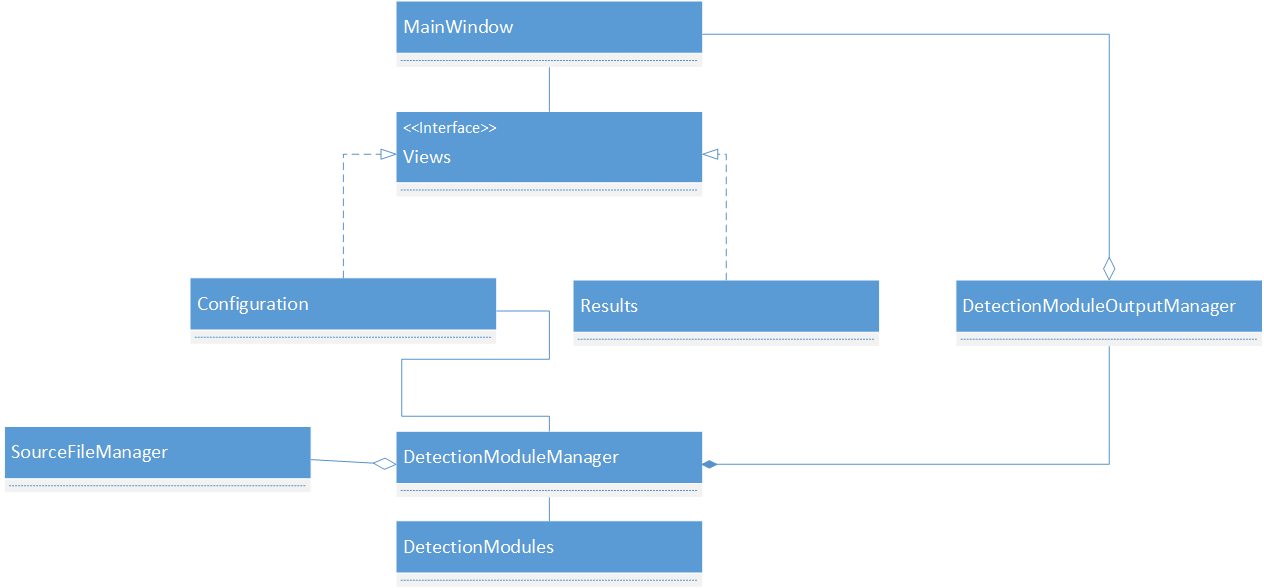 MainWindow
<<Interface>>
Views
Configuration
Results
DetectionModuleOutputManager
SourceFileManager
DetectionModuleManager
DetectionModules